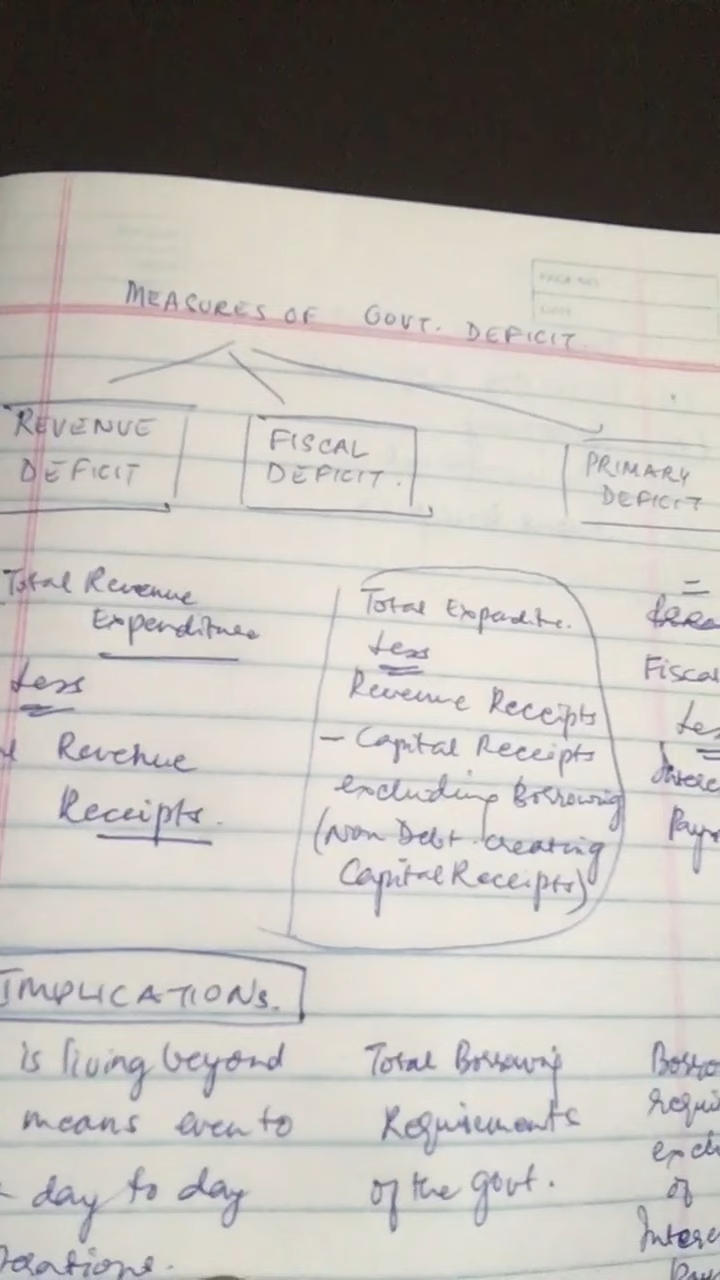 MEASURES OF GOVT. DEFICIT
REVENUE
DEFICIT
FISCAL
DEFICIT.
PRIMARY
DEFICIT
Total Revenue
Expenditure
Less
Revenue
Receipts.
Total Expenditure.
Less
Revenue Receipts
- Capital Receipts
excluding Borrowing
(Non Debt creating
Capital Receipts)
=
Fiscal
Less
IMPLICATIONS.
is living beyond
means even to
day to day
Total Borrowing
Requirements
of the govt.
of